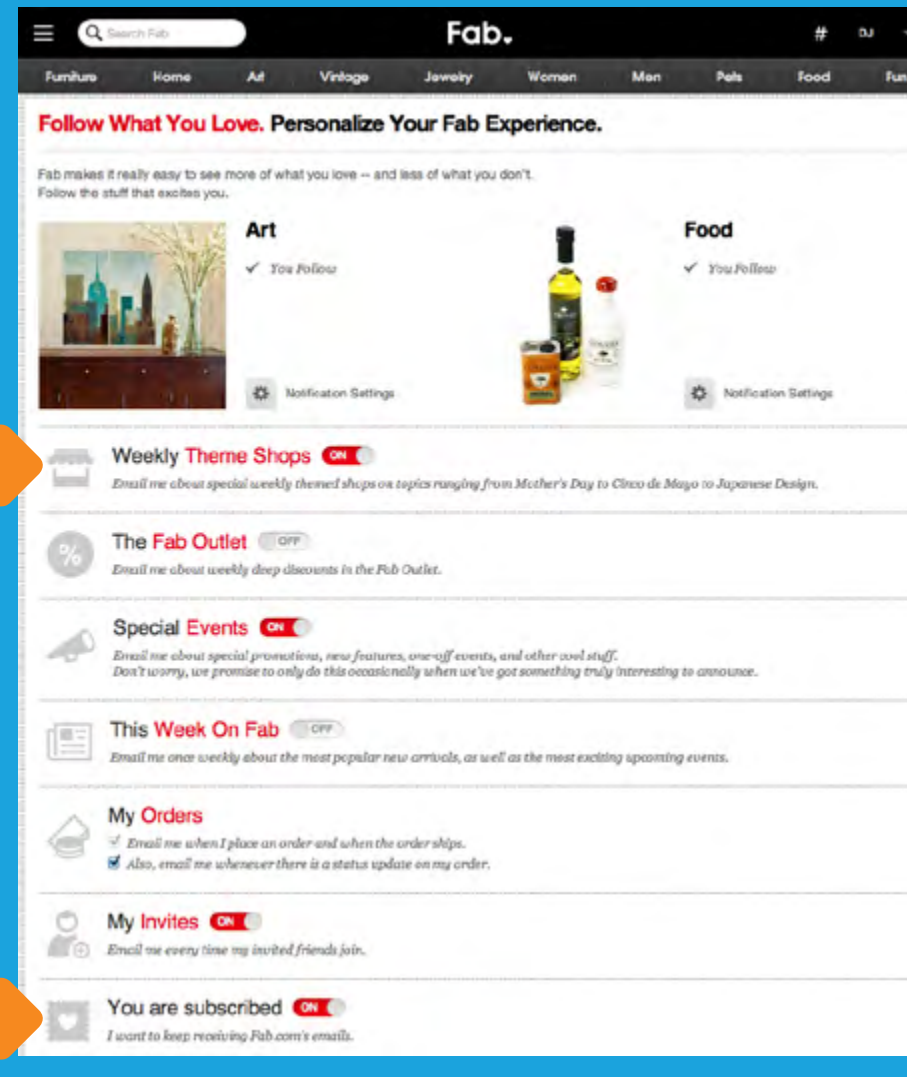 Search Fab
Fab.
#
DJ
Furniture Home Art Vintage Jewelry Women Men Pets Food Fun
Follow What You Love. Personalize Your Fab Experience.
Fab makes it really easy to see more of what you love -- and less of what you don't.
Follow the stuff that excites you.
Art
You Follow
Notification Settings
Food
You Follow
Notification Settings
Weekly Theme Shops ON
Email me about special weekly themed shops on topics ranging from Mother's Day to Cinco de Mayo to Japanese Design.
%
The Fab Outlet OFF
Email me about weekly deep discounts in the Fab Outlet.
Special Events ON
Email me about special promotions, new features, one-off events, and other cool stuff.
Don't worry, we promise to only do this occasionally when we've got something truly interesting to announce.
This Week On Fab OFF
Email me once weekly about the most popular new arrivals, as well as the most exciting upcoming events.
My Orders
Email me when I place an order and when the order ships.
Also, email me whenever there is a status update on my order.
My Invites ON
Email me every time my invited friends join.
You are subscribed ON
I want to keep receiving Fab.com's emails.